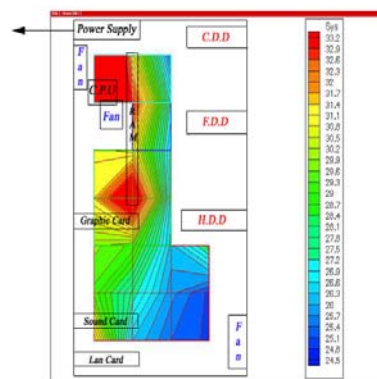 Sys
Power Supply
C.D.D
Fan
C.P.U
Fan
RAM
F.D.D
Graphic Card
H.D.D
Sound Card
Fan
Lan Card
33.2
32.9
32.6
32.3
32
31.7
31.4
31.1
30.8
30.5
30.2
29.9
29.6
29.3
29
28.7
28.4
28.1
27.8
27.5
27.2
26.9
26.6
26.3
26
25.7
25.4
25.1
24.8
24.5